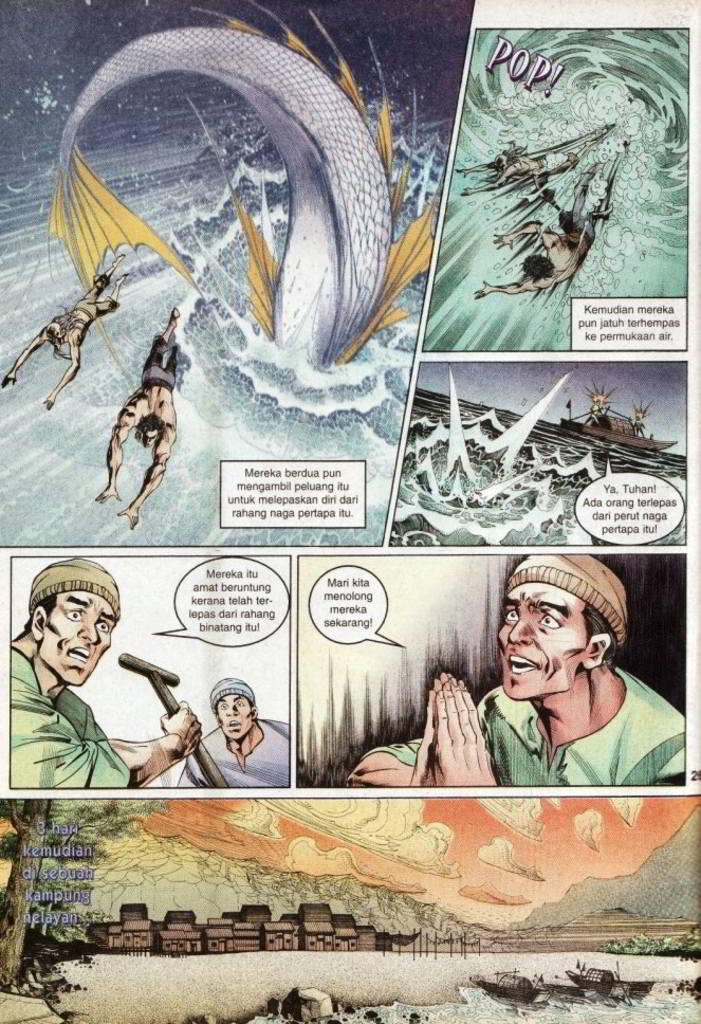 Mereka berdua pun
mengambil peluang itu
untuk melepaskan diri dari
rahang naga pertapa itu.
POP!
Kemudian mereka
pun jatuh terhempas
ke permukaan air.
Ya, Tuhan!
Ada orang terlepas
dari perut naga
pertapa itu!
Mereka itu
amat beruntung
kerana telah ter-
lepas dari rahang
binatang itu!
Mari kita
menolong
mereka
sekarang!
3 hari
kemudian
di sebuah
kampung
nelayan...